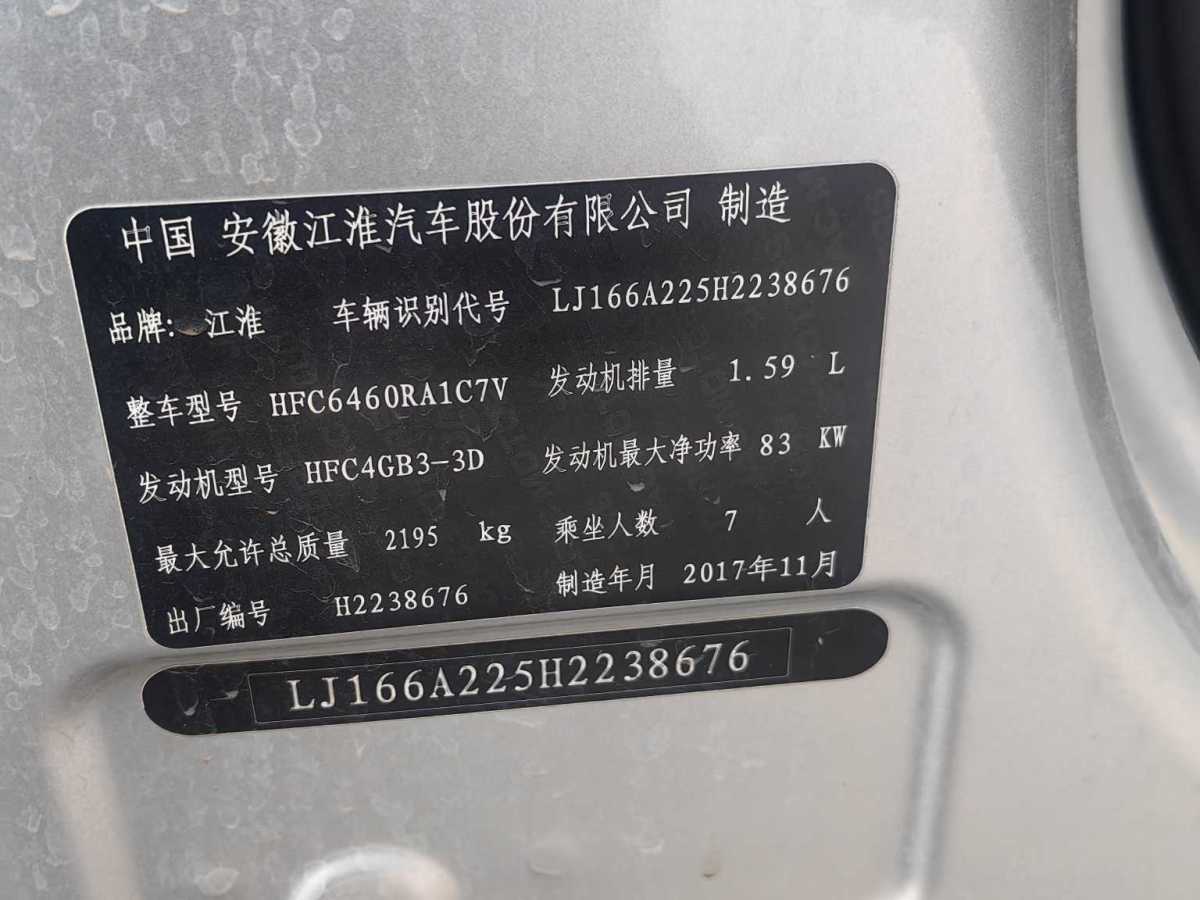 中国 安徽江淮汽车股份有限公司 制造
品牌: 江淮 车辆识别代号 LJ166A225H2238676
整车型号 HFC6460RA1C7V 发动机排量 1.59 L
发动机型号 HFC4GB3-3D 发动机最大净功率 83 KW
最大允许总质量 2195 kg 乘坐人数 7 人
出厂编号 H2238676 制造年月 2017年11月
LJ166A225H2238676